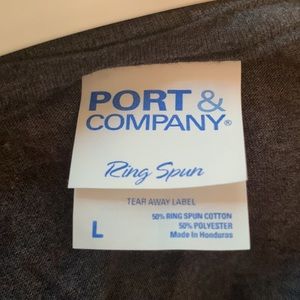 PORT &
COMPANY®
Ring Spun
TEAR AWAY LABEL
L
50% RING SPUN COTTON
50% POLYESTER
Made in Honduras